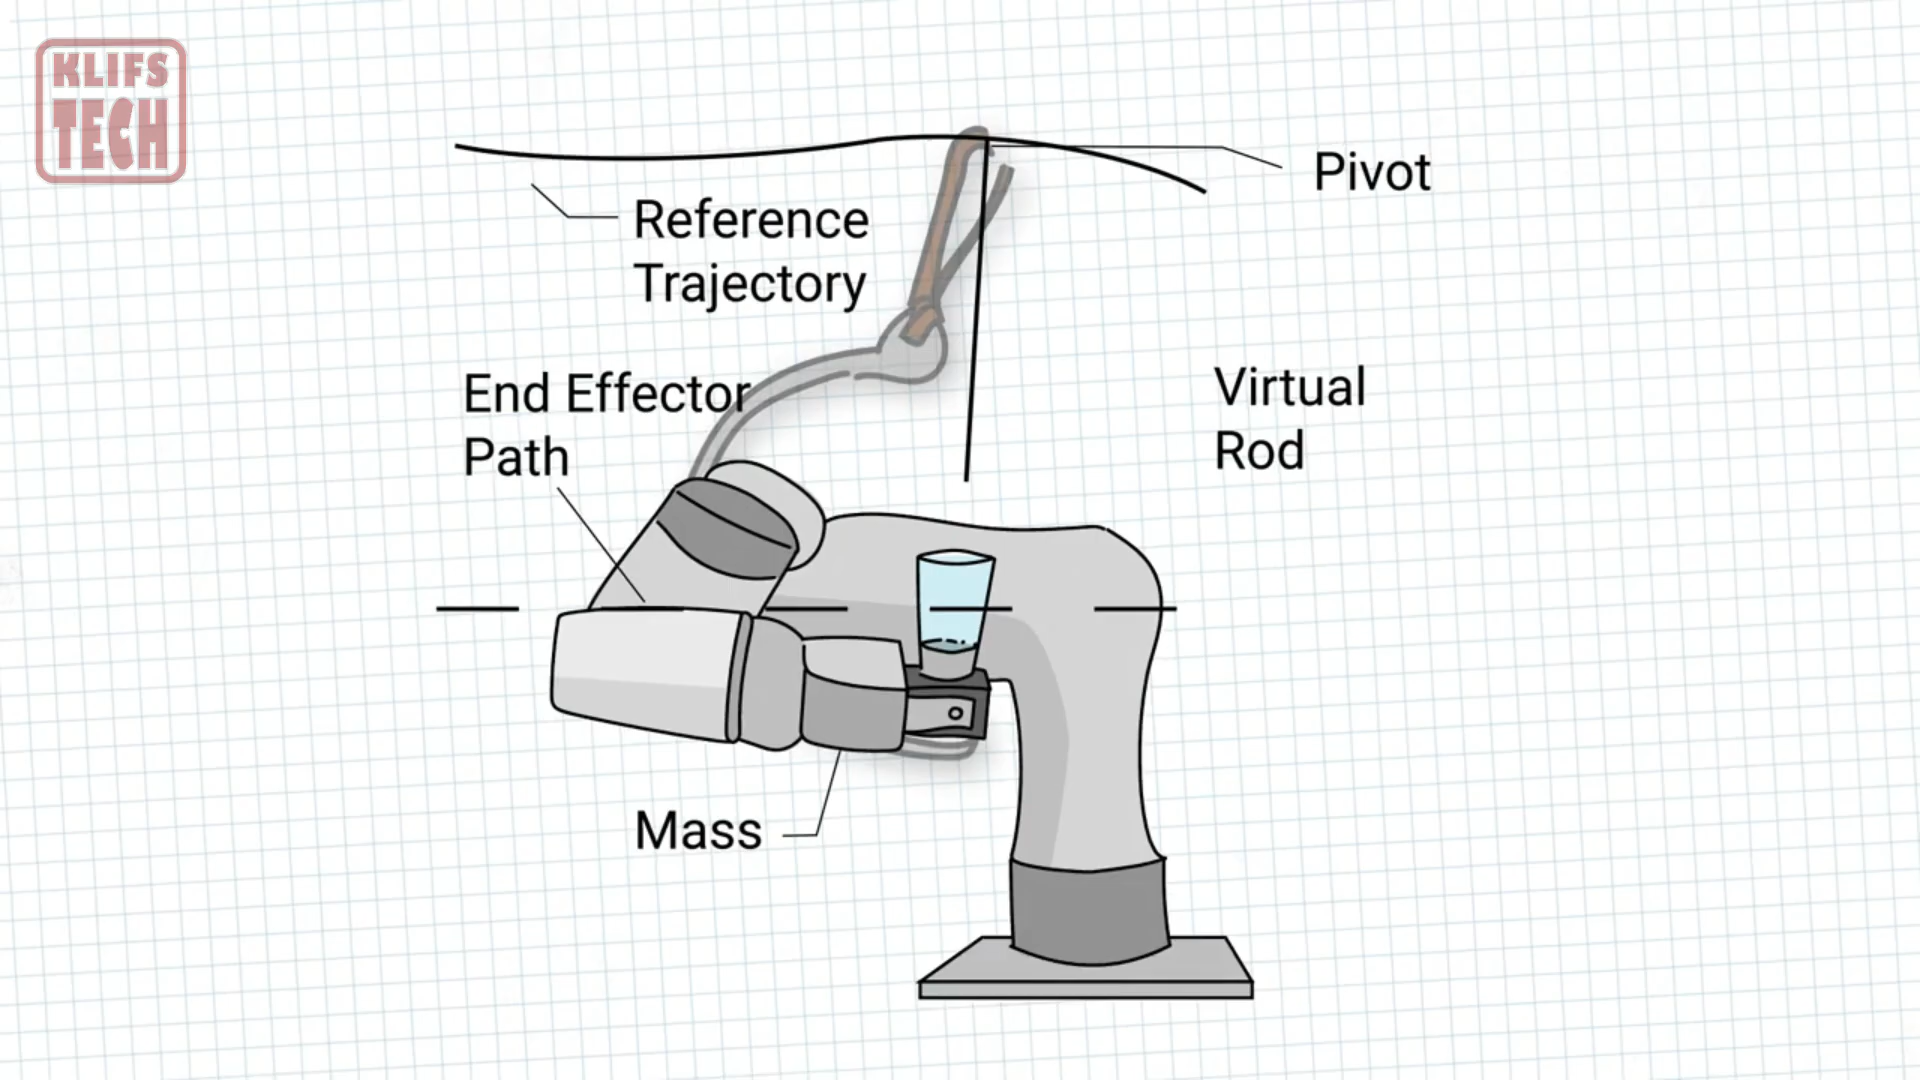 KLIFS
TECH
Pivot
Reference
Trajectory
End Effector
Path
Virtual
Rod
Mass